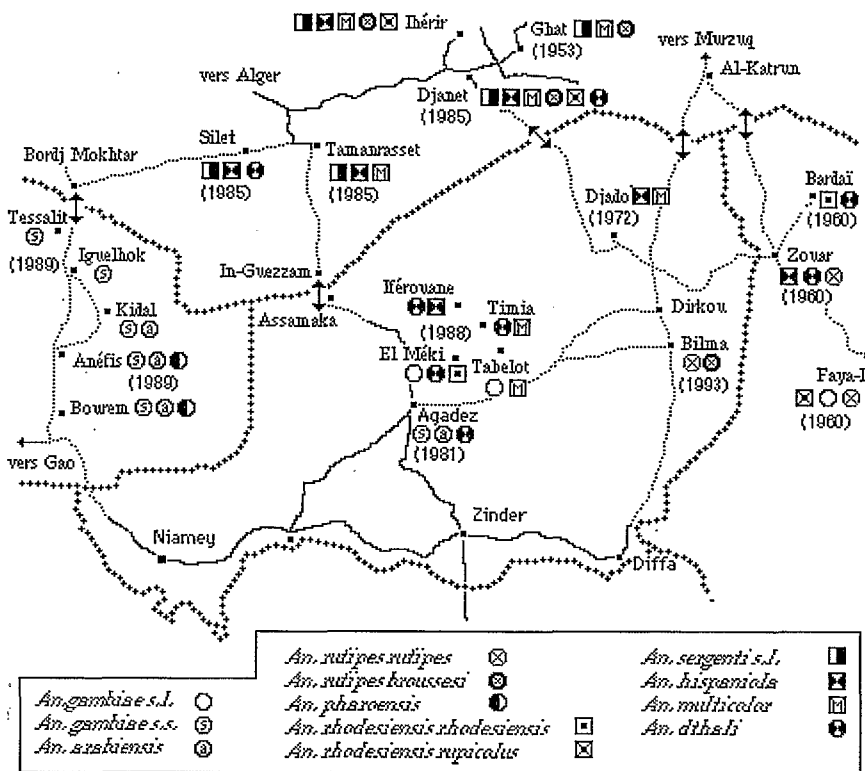 Ihérir
Ghat
(1953)
vers Murzuq
Al-Katrun
vers Alger
Djanet
(1985)
Silet
(1985)
Tamanrasset
(1985)
Bordj Mokhtar
Bardaï
(1960)
Djado
(1972)
Tessalit
(1989)
Iguelhok
Zouar
(1960)
In-Guezzam
Iférouane
(1988)
Timia
Kidal
Assamaka
Dirkou
Anéfis
(1989)
El Méki
Tabelot
Bilma
(1993)
Faya-L
(1960)
Bourem
Agadez
(1981)
vers Gao
Niamey
Zinder
Diffa
An. gambiae s.l.
An. gambiae s.s.
An. arabiensis
An. rufipes rufipes
An. rufipes broussesi
An. pharoensis
An. rhodesiensis rhodesiensis
An. rhodesiensis rupicolus
An. sergenti s.l.
An. hispaniola
An. multicolor
An. dthali